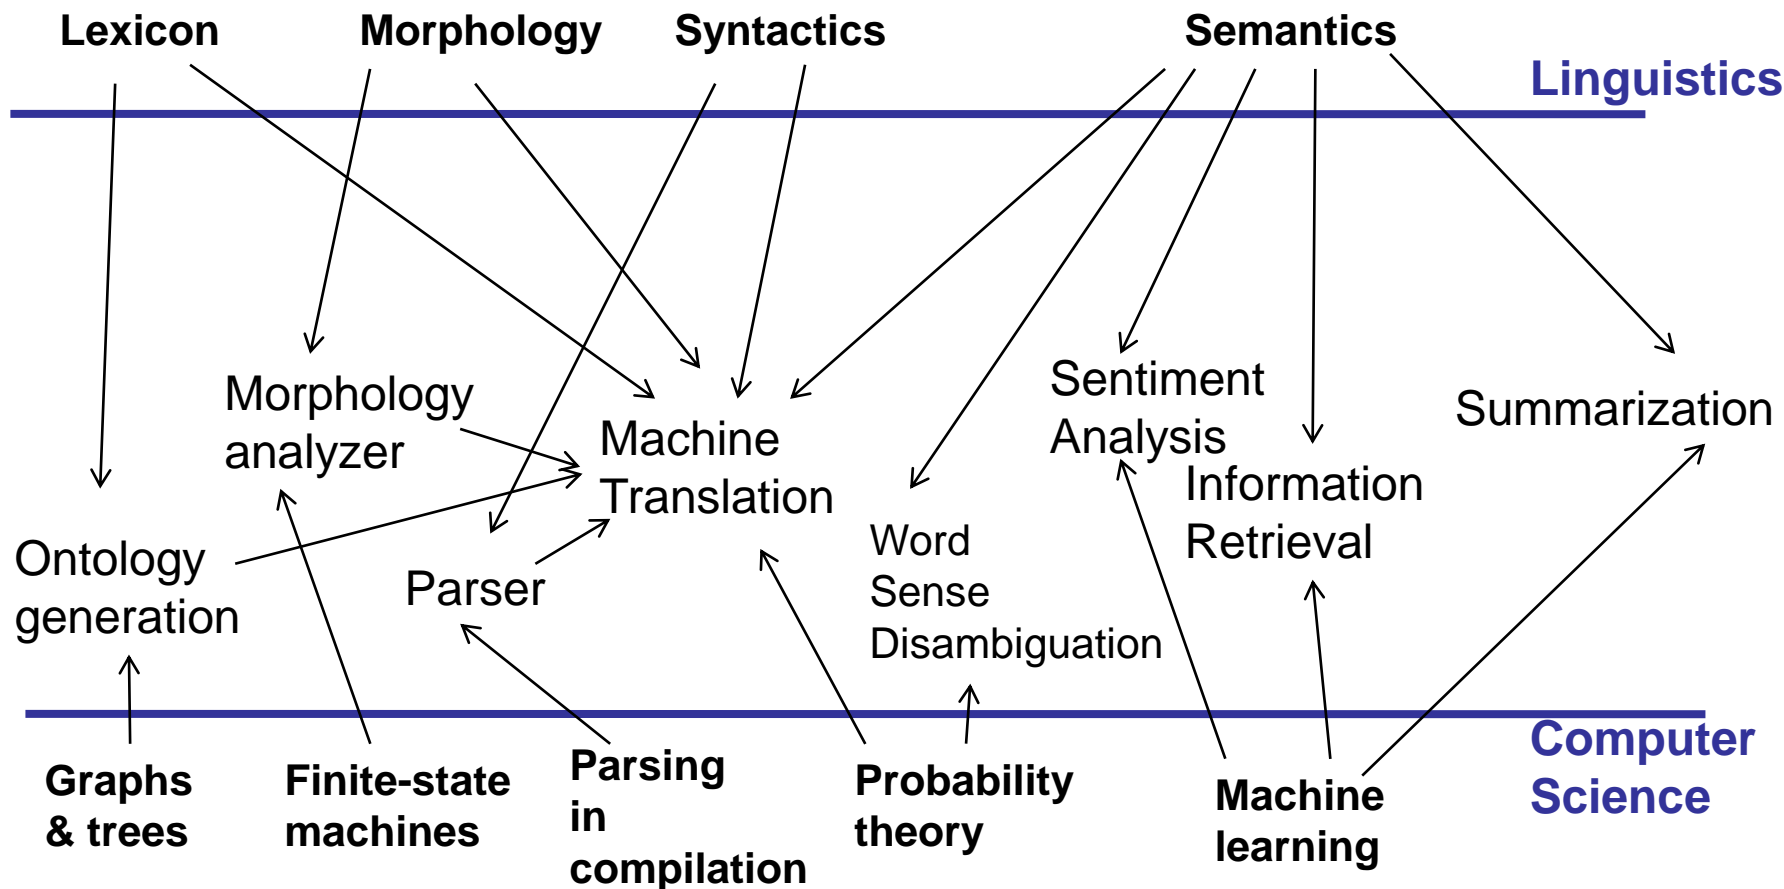 Lexicon
Morphology
Syntactics
Semantics
Linguistics
Morphology
analyzer
Machine
Translation
Sentiment
Analysis
Summarization
Information
Retrieval
Ontology
generation
Parser
Word
Sense
Disambiguation
Computer
Science
Graphs
& trees
Finite-state
machines
Parsing
in
compilation
Probability
theory
Machine
learning